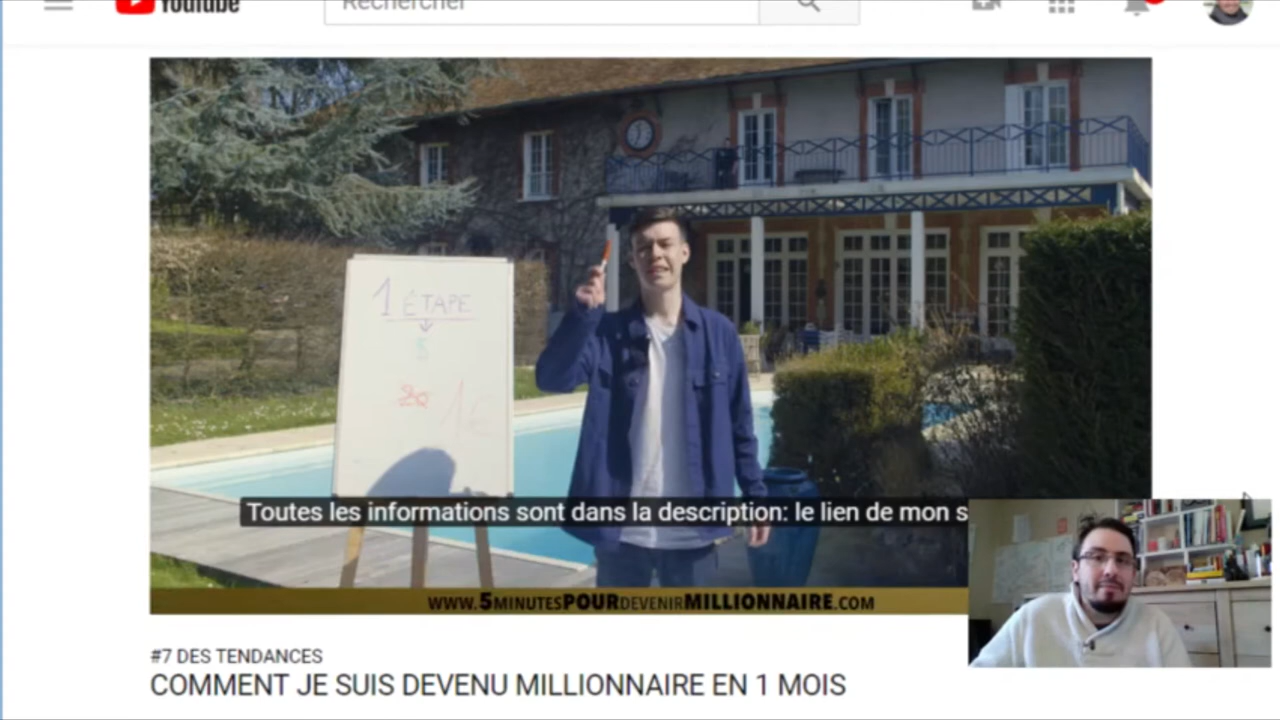 YouTube
Rechercher
1 ÉTAPE
1€
Toutes les informations sont dans la description: le lien de mon s
WWW.5MINUTESPOURDEVENIRMILLIONNAIRE.COM
#7 DES TENDANCES
COMMENT JE SUIS DEVENU MILLIONNAIRE EN 1 MOIS